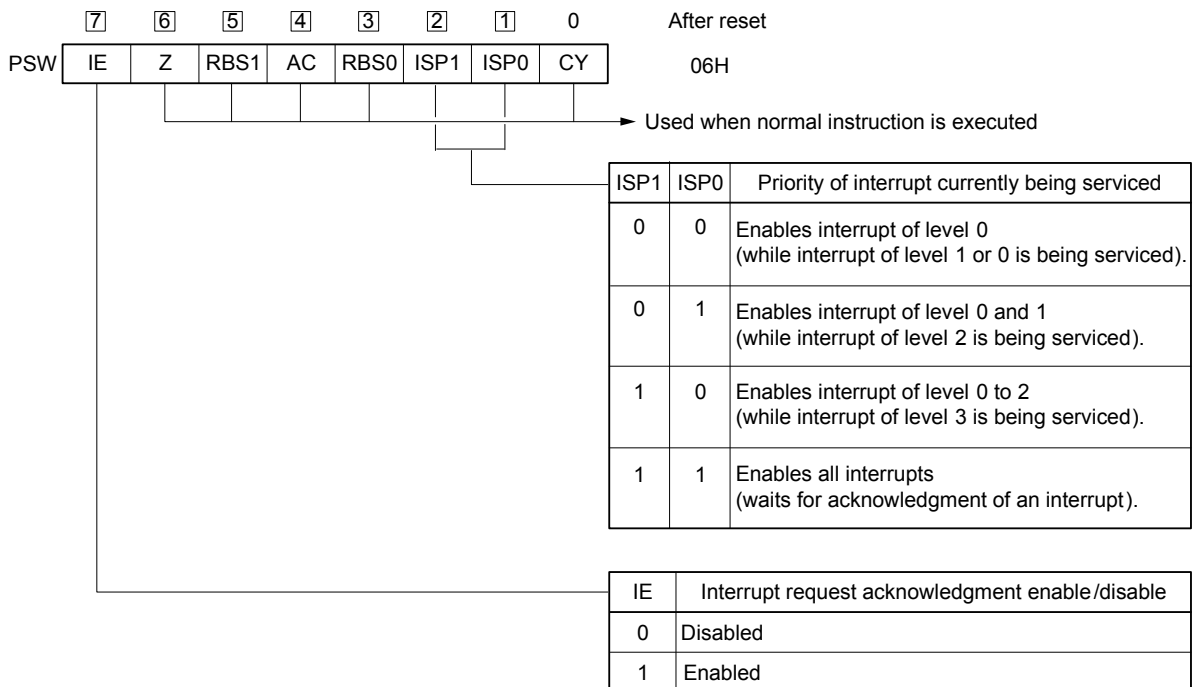 7 6 5 4 3 2 1 0 After reset
PSW IE Z RBS1 AC RBS0 ISP1 ISP0 CY 06H
Used when normal instruction is executed
ISP1 ISP0 Priority of interrupt currently being serviced
0 0 Enables interrupt of level 0
(while interrupt of level 1 or 0 is being serviced).
0 1 Enables interrupt of level 0 and 1
(while interrupt of level 2 is being serviced).
1 0 Enables interrupt of level 0 to 2
(while interrupt of level 3 is being serviced).
1 1 Enables all interrupts
(waits for acknowledgment of an interrupt).
IE Interrupt request acknowledgment enable/disable
0 Disabled
1 Enabled